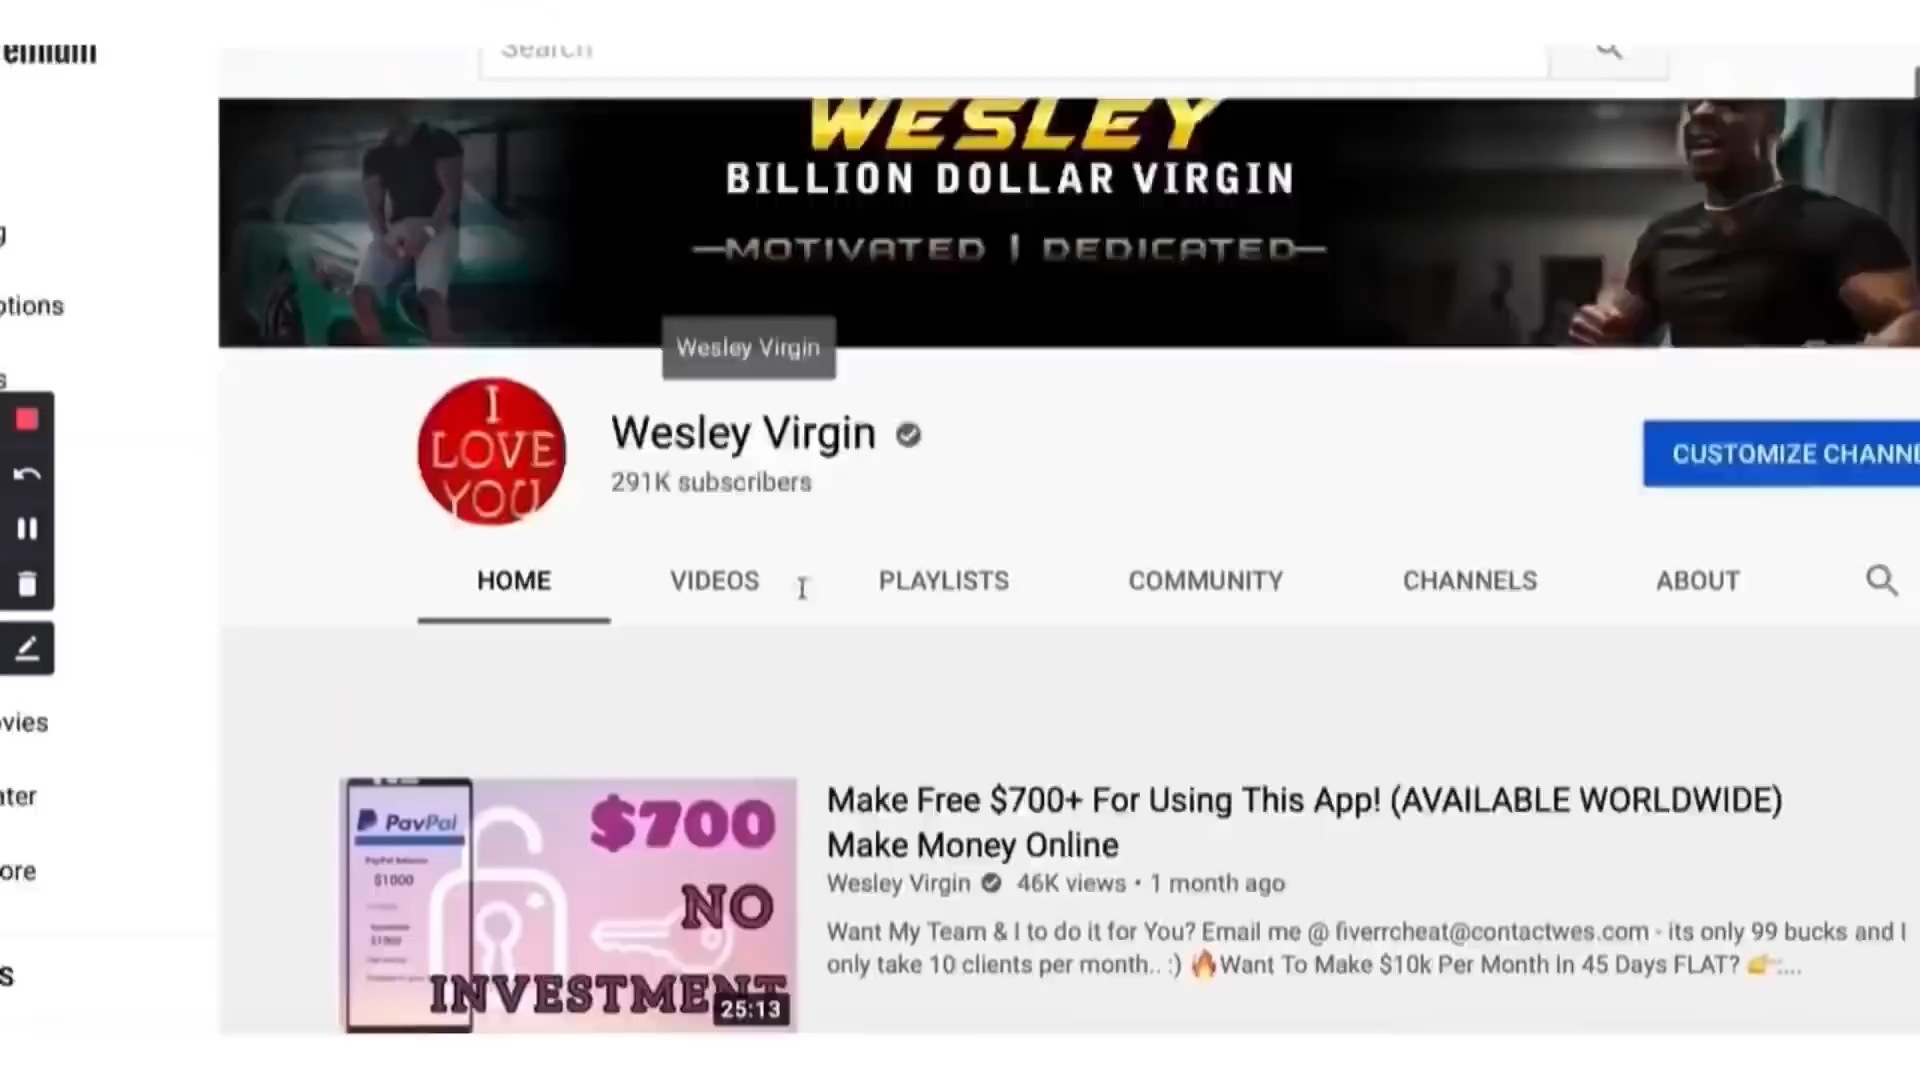 Search
WESLEY
BILLION DOLLAR VIRGIN
MOTIVATED | DEDICATED
Wesley Virgin
I
LOVE
YOU
Wesley Virgin
291K subscribers
CUSTOMIZE CHANNE
HOME VIDEOS PLAYLISTS COMMUNITY CHANNELS ABOUT
emium
g
ptions
s
ovies
ater
ore
s
PayPal
$1000
$700
NO
INVESTMENT
25:13
Make Free $700+ For Using This App! (AVAILABLE WORLDWIDE)
Make Money Online
Wesley Virgin 46K views • 1 month ago
Want My Team & I to do it for You? Email me @ fiverrcheat@contactwes.com - its only 99 bucks and I
only take 10 clients per month.. :) 🔥Want To Make $10k Per Month In 45 Days FLAT? 👉....